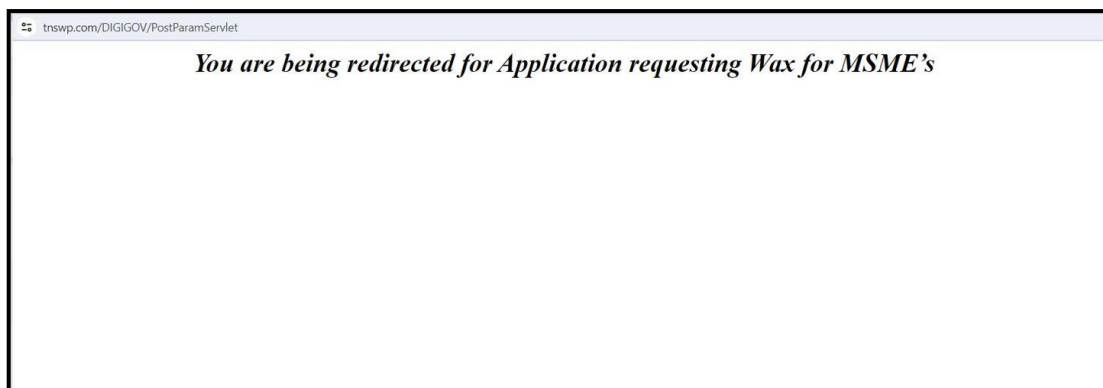 tnswp.com/DIGIGOV/PostParamServlet
You are being redirected for Application requesting Wax for MSME’s